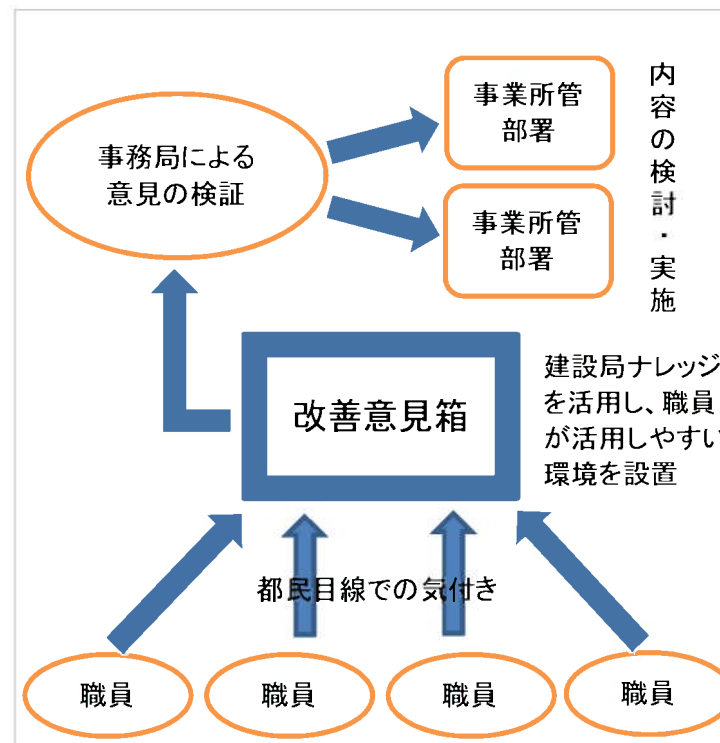 事業所管
部署
内容の検討・実施
事務局による
意見の検証
事業所管
部署
改善意見箱
建設局ナレッジ
を活用し、職員
が活用しやすい
環境を設置
都民目線での気付き
職員
職員
職員
職員